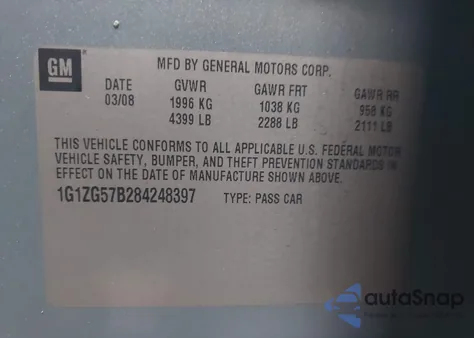 GM
MFD BY GENERAL MOTORS CORP.
DATE GVWR GAWR FRT GAWR RR
03/08 1996 KG 1038 KG 958 KG
4399 LB 2288 LB 2111 LB
THIS VEHICLE CONFORMS TO ALL APPLICABLE U.S. FEDERAL MOTOR
VEHICLE SAFETY, BUMPER, AND THEFT PREVENTION STANDARDS IN
EFFECT ON THE DATE OF MANUFACTURE SHOWN ABOVE.
1G1ZG57B284248397 TYPE: PASS CAR
autoSnap